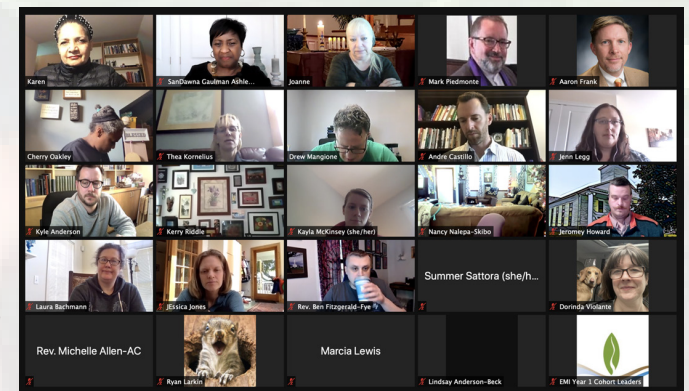 Karen
SanDawna Gaulman Ashle...
Joanne
Mark Piedmonte
Aaron Frank
Cherry Oakley
Thea Kornelius
Drew Mangione
Andre Castillo
Jenn Legg
Kyle Anderson
Kerry Riddle
Kayla McKinsey (she/her)
Nancy Nalepa-Skibo
Jeromey Howard
Laura Bachmann
JEssica Jones
Rev. Ben Fitzgerald-Fye
Summer Sattora (she/h...
Dorinda Violante
Rev. Michelle Allen-AC
Ryan Larkin
Marcia Lewis
Lindsay Anderson-Beck
EMI Year 1 Cohort Leaders